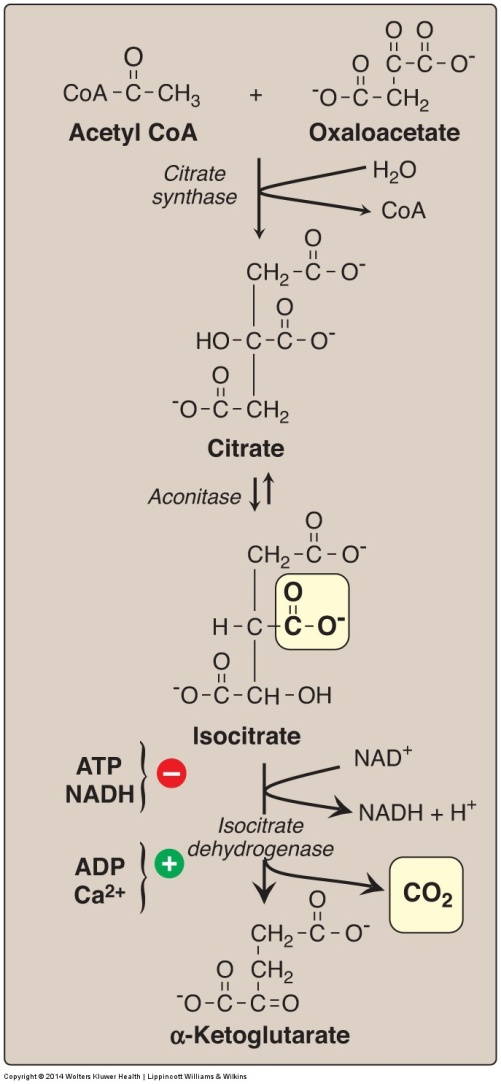 O
CoA–C–CH3
Acetyl CoA
+
O O
O C–C–O-
-O–C–CH2
Oxaloacetate
Citrate
synthase
H2O
CoA
O
CH2–C–O-
O
HO–C–C–O-
O
-O–C–CH2
Citrate
Aconitase
O
CH2–C–O-
O
H–C–C–O-
O
-O–C–CH–OH
Isocitrate
ATP
NADH
–
NAD+
NADH + H+
Isocitrate
dehydrogenase
ADP
Ca2+
+
CO2
O
CH2–C–O-
O CH2
-O–C–C=O
α-Ketoglutarate
Copyright © 2014 Wolters Kluwer Health | Lippincott Williams & Wilkins